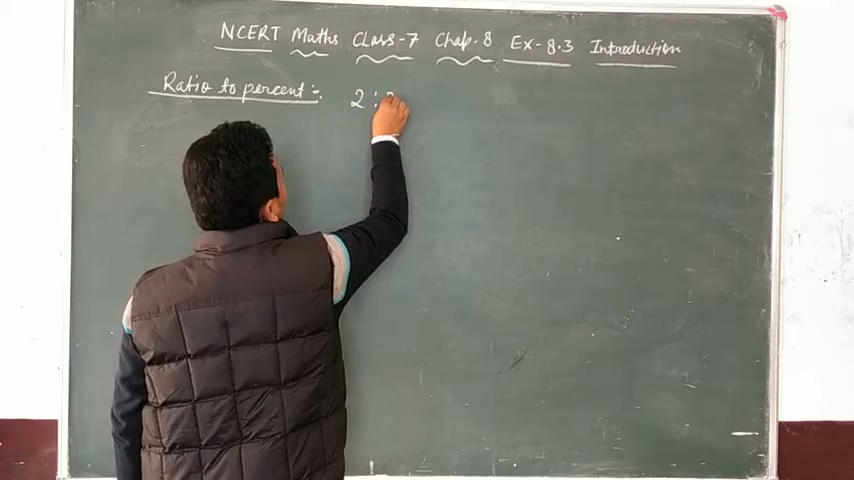 NCERT Maths Class-7 Chap. 8 Ex-8.3 Introduction
Ratio to percent :- 2 :